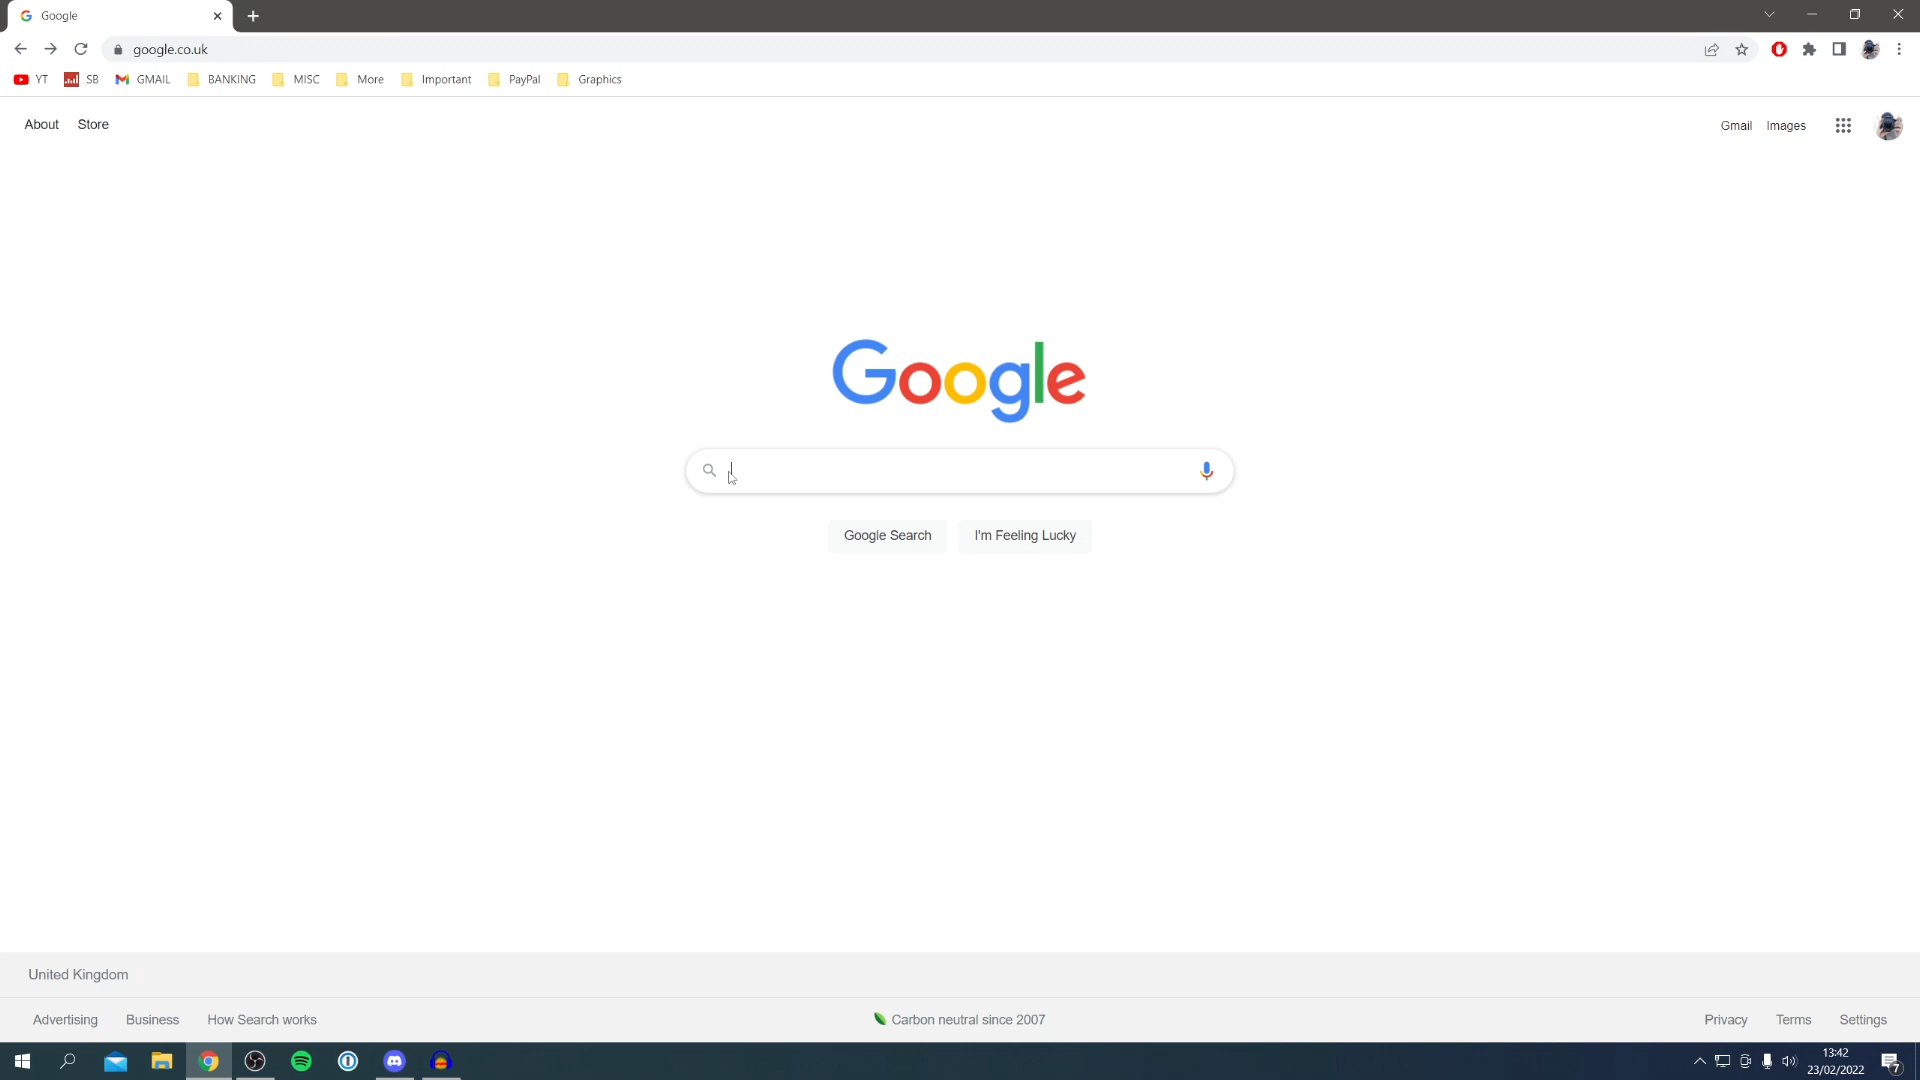 Google
google.co.uk
YT SB GMAIL BANKING MISC More Important PayPal Graphics
About Store
Gmail Images
Google
Google Search I'm Feeling Lucky
United Kingdom
Advertising Business How Search works
Carbon neutral since 2007
Privacy Terms Settings
13:42
23/02/2022
7